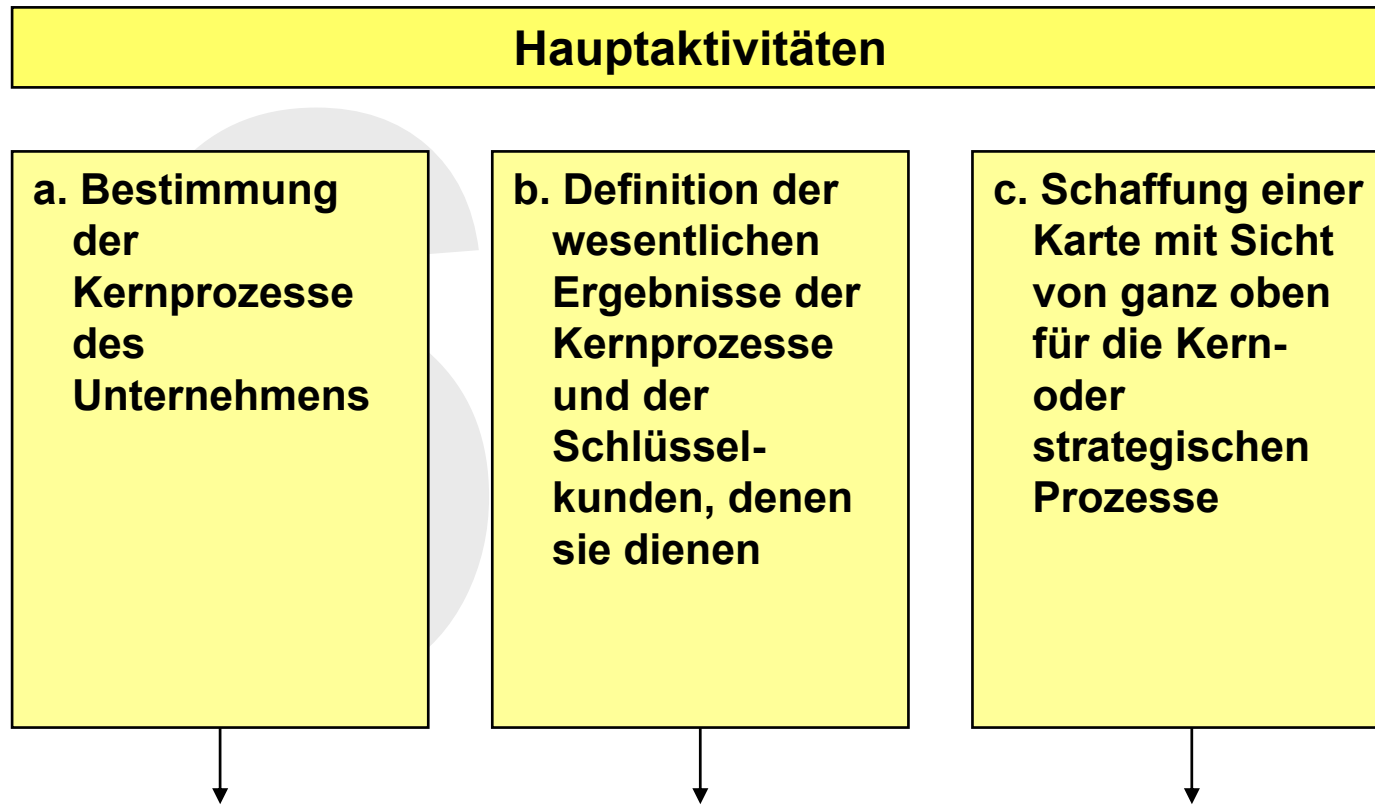 Hauptaktivitäten
a. Bestimmung
der
Kernprozesse
des
Unternehmens
b. Definition der
wesentlichen
Ergebnisse der
Kernprozesse
und der
Schlüssel-
kunden, denen
sie dienen
c. Schaffung einer
Karte mit Sicht
von ganz oben
für die Kern-
oder
strategischen
Prozesse